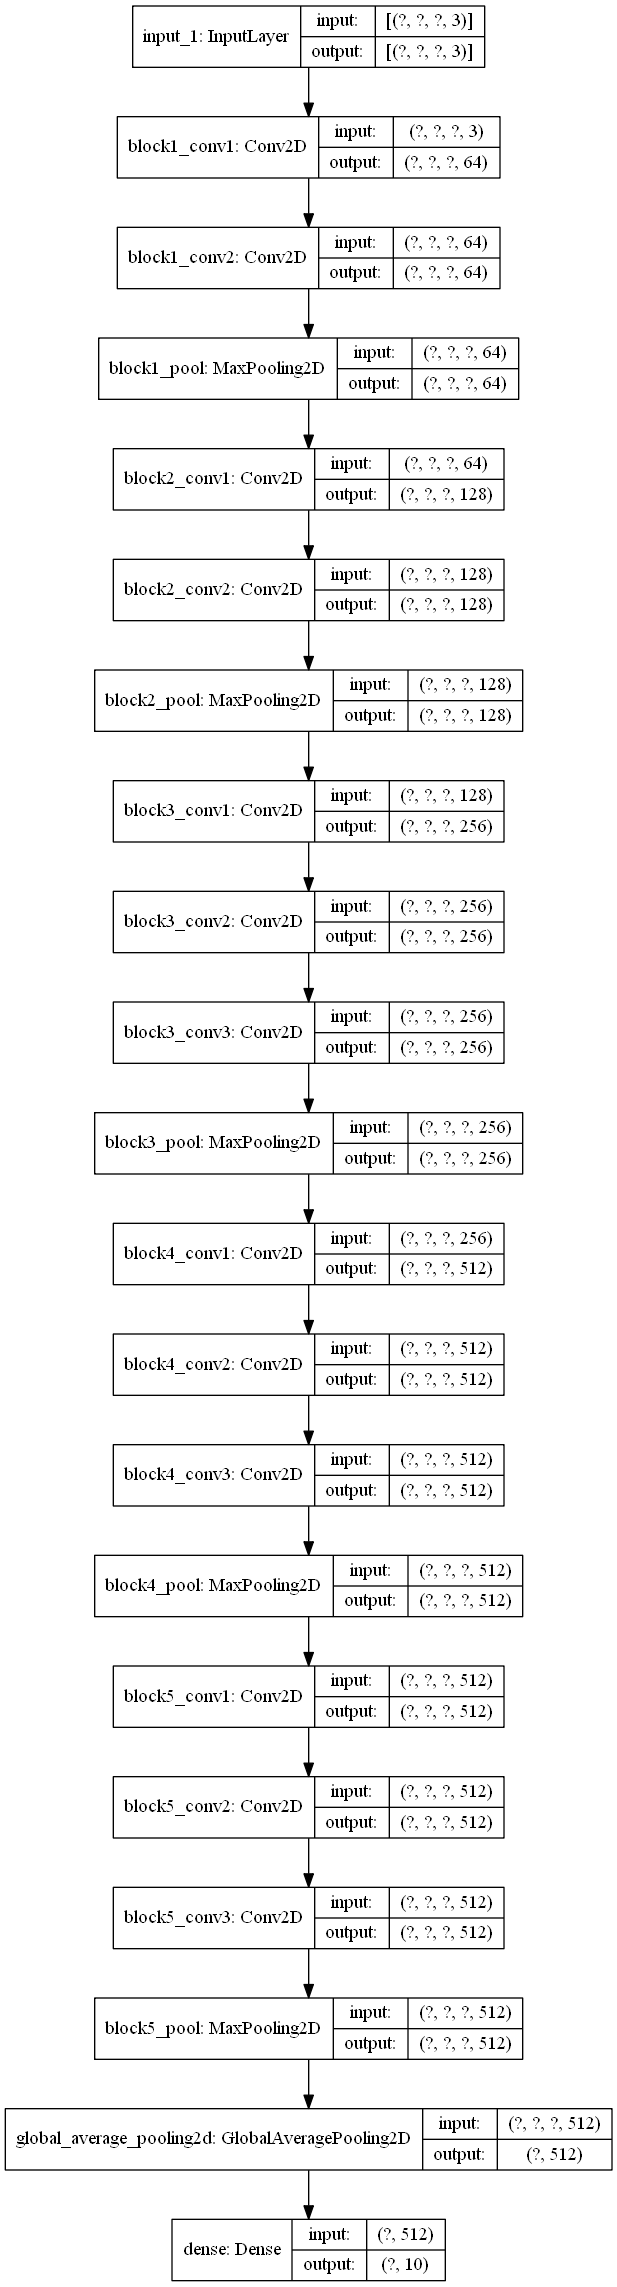 input_1: InputLayer
input: [(?, ?, ?, 3)]
output: [(?, ?, ?, 3)]
block1_conv1: Conv2D
input: (?, ?, ?, 3)
output: (?, ?, ?, 64)
block1_conv2: Conv2D
input: (?, ?, ?, 64)
output: (?, ?, ?, 64)
block1_pool: MaxPooling2D
input: (?, ?, ?, 64)
output: (?, ?, ?, 64)
block2_conv1: Conv2D
input: (?, ?, ?, 64)
output: (?, ?, ?, 128)
block2_conv2: Conv2D
input: (?, ?, ?, 128)
output: (?, ?, ?, 128)
block2_pool: MaxPooling2D
input: (?, ?, ?, 128)
output: (?, ?, ?, 128)
block3_conv1: Conv2D
input: (?, ?, ?, 128)
output: (?, ?, ?, 256)
block3_conv2: Conv2D
input: (?, ?, ?, 256)
output: (?, ?, ?, 256)
block3_conv3: Conv2D
input: (?, ?, ?, 256)
output: (?, ?, ?, 256)
block3_pool: MaxPooling2D
input: (?, ?, ?, 256)
output: (?, ?, ?, 256)
block4_conv1: Conv2D
input: (?, ?, ?, 256)
output: (?, ?, ?, 512)
block4_conv2: Conv2D
input: (?, ?, ?, 512)
output: (?, ?, ?, 512)
block4_conv3: Conv2D
input: (?, ?, ?, 512)
output: (?, ?, ?, 512)
block4_pool: MaxPooling2D
input: (?, ?, ?, 512)
output: (?, ?, ?, 512)
block5_conv1: Conv2D
input: (?, ?, ?, 512)
output: (?, ?, ?, 512)
block5_conv2: Conv2D
input: (?, ?, ?, 512)
output: (?, ?, ?, 512)
block5_conv3: Conv2D
input: (?, ?, ?, 512)
output: (?, ?, ?, 512)
block5_pool: MaxPooling2D
input: (?, ?, ?, 512)
output: (?, ?, ?, 512)
global_average_pooling2d: GlobalAveragePooling2D
input: (?, ?, ?, 512)
output: (?, 512)
dense: Dense
input: (?, 512)
output: (?, 10)